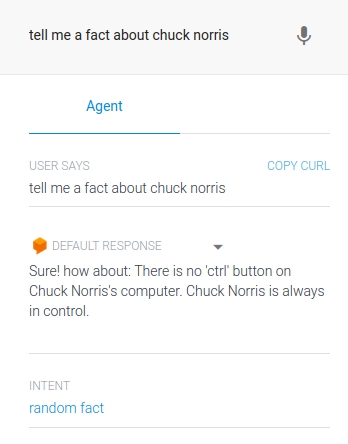 tell me a fact about chuck norris
Agent
USER SAYS COPY CURL
tell me a fact about chuck norris
DEFAULT RESPONSE
Sure! how about: There is no 'ctrl' button on
Chuck Norris's computer. Chuck Norris is always
in control.
INTENT
random fact